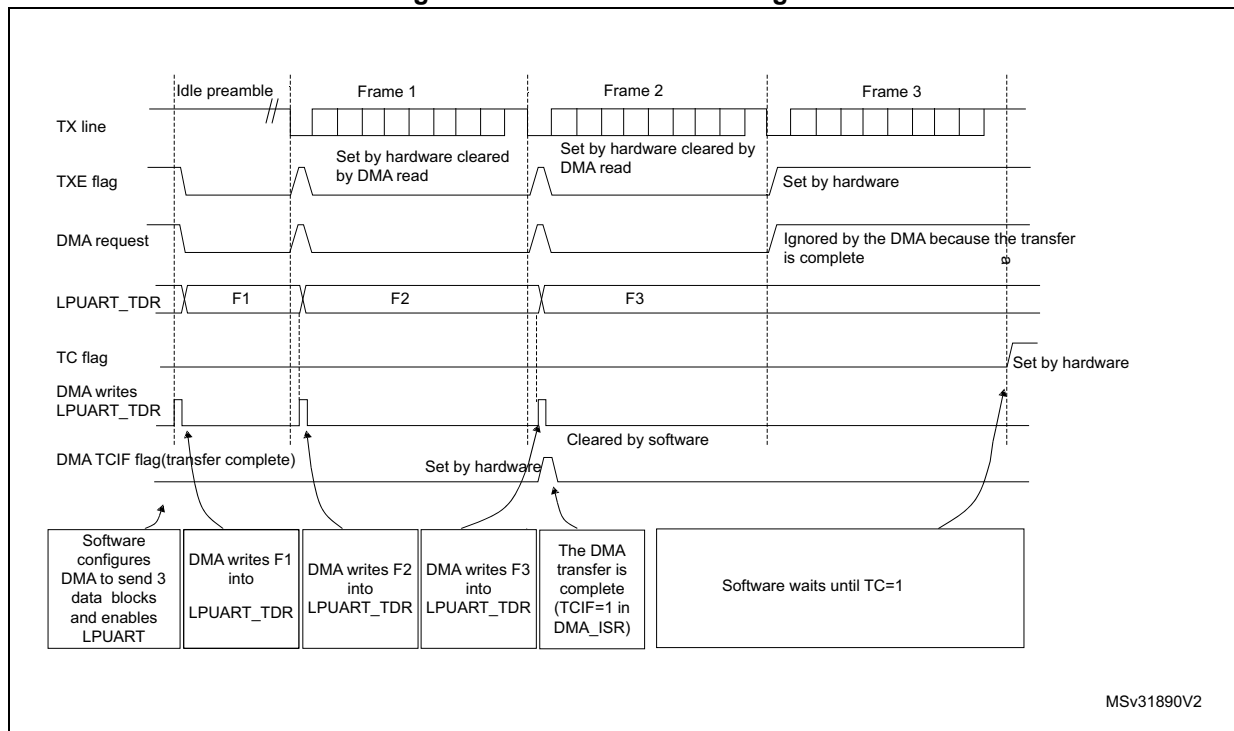 Idle preamble
Frame 1
Frame 2
Frame 3
TX line
Set by hardware cleared
by DMA read
Set by hardware cleared by
DMA read
TXE flag
Set by hardware
DMA request
Ignored by the DMA because the transfer
is complete
a
LPUART_TDR
F1
F2
F3
TC flag
Set by hardware
DMA writes
LPUART_TDR
Cleared by software
DMA TCIF flag(transfer complete)
Set by hardware
Software
configures
DMA to send 3
data blocks
and enables
LPUART
DMA writes F1
into
LPUART_TDR
DMA writes F2
into
LPUART_TDR
DMA writes F3
into
LPUART_TDR
The DMA
transfer is
complete
(TCIF=1 in
DMA_ISR)
Software waits until TC=1
MSv31890V2